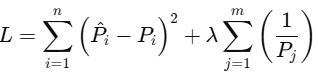 L = \sum_{i=1}^{n} \left( \hat{P}_i - P_i \right)^2 + \lambda \sum_{j=1}^{m} \left( \frac{1}{P_j} \right)